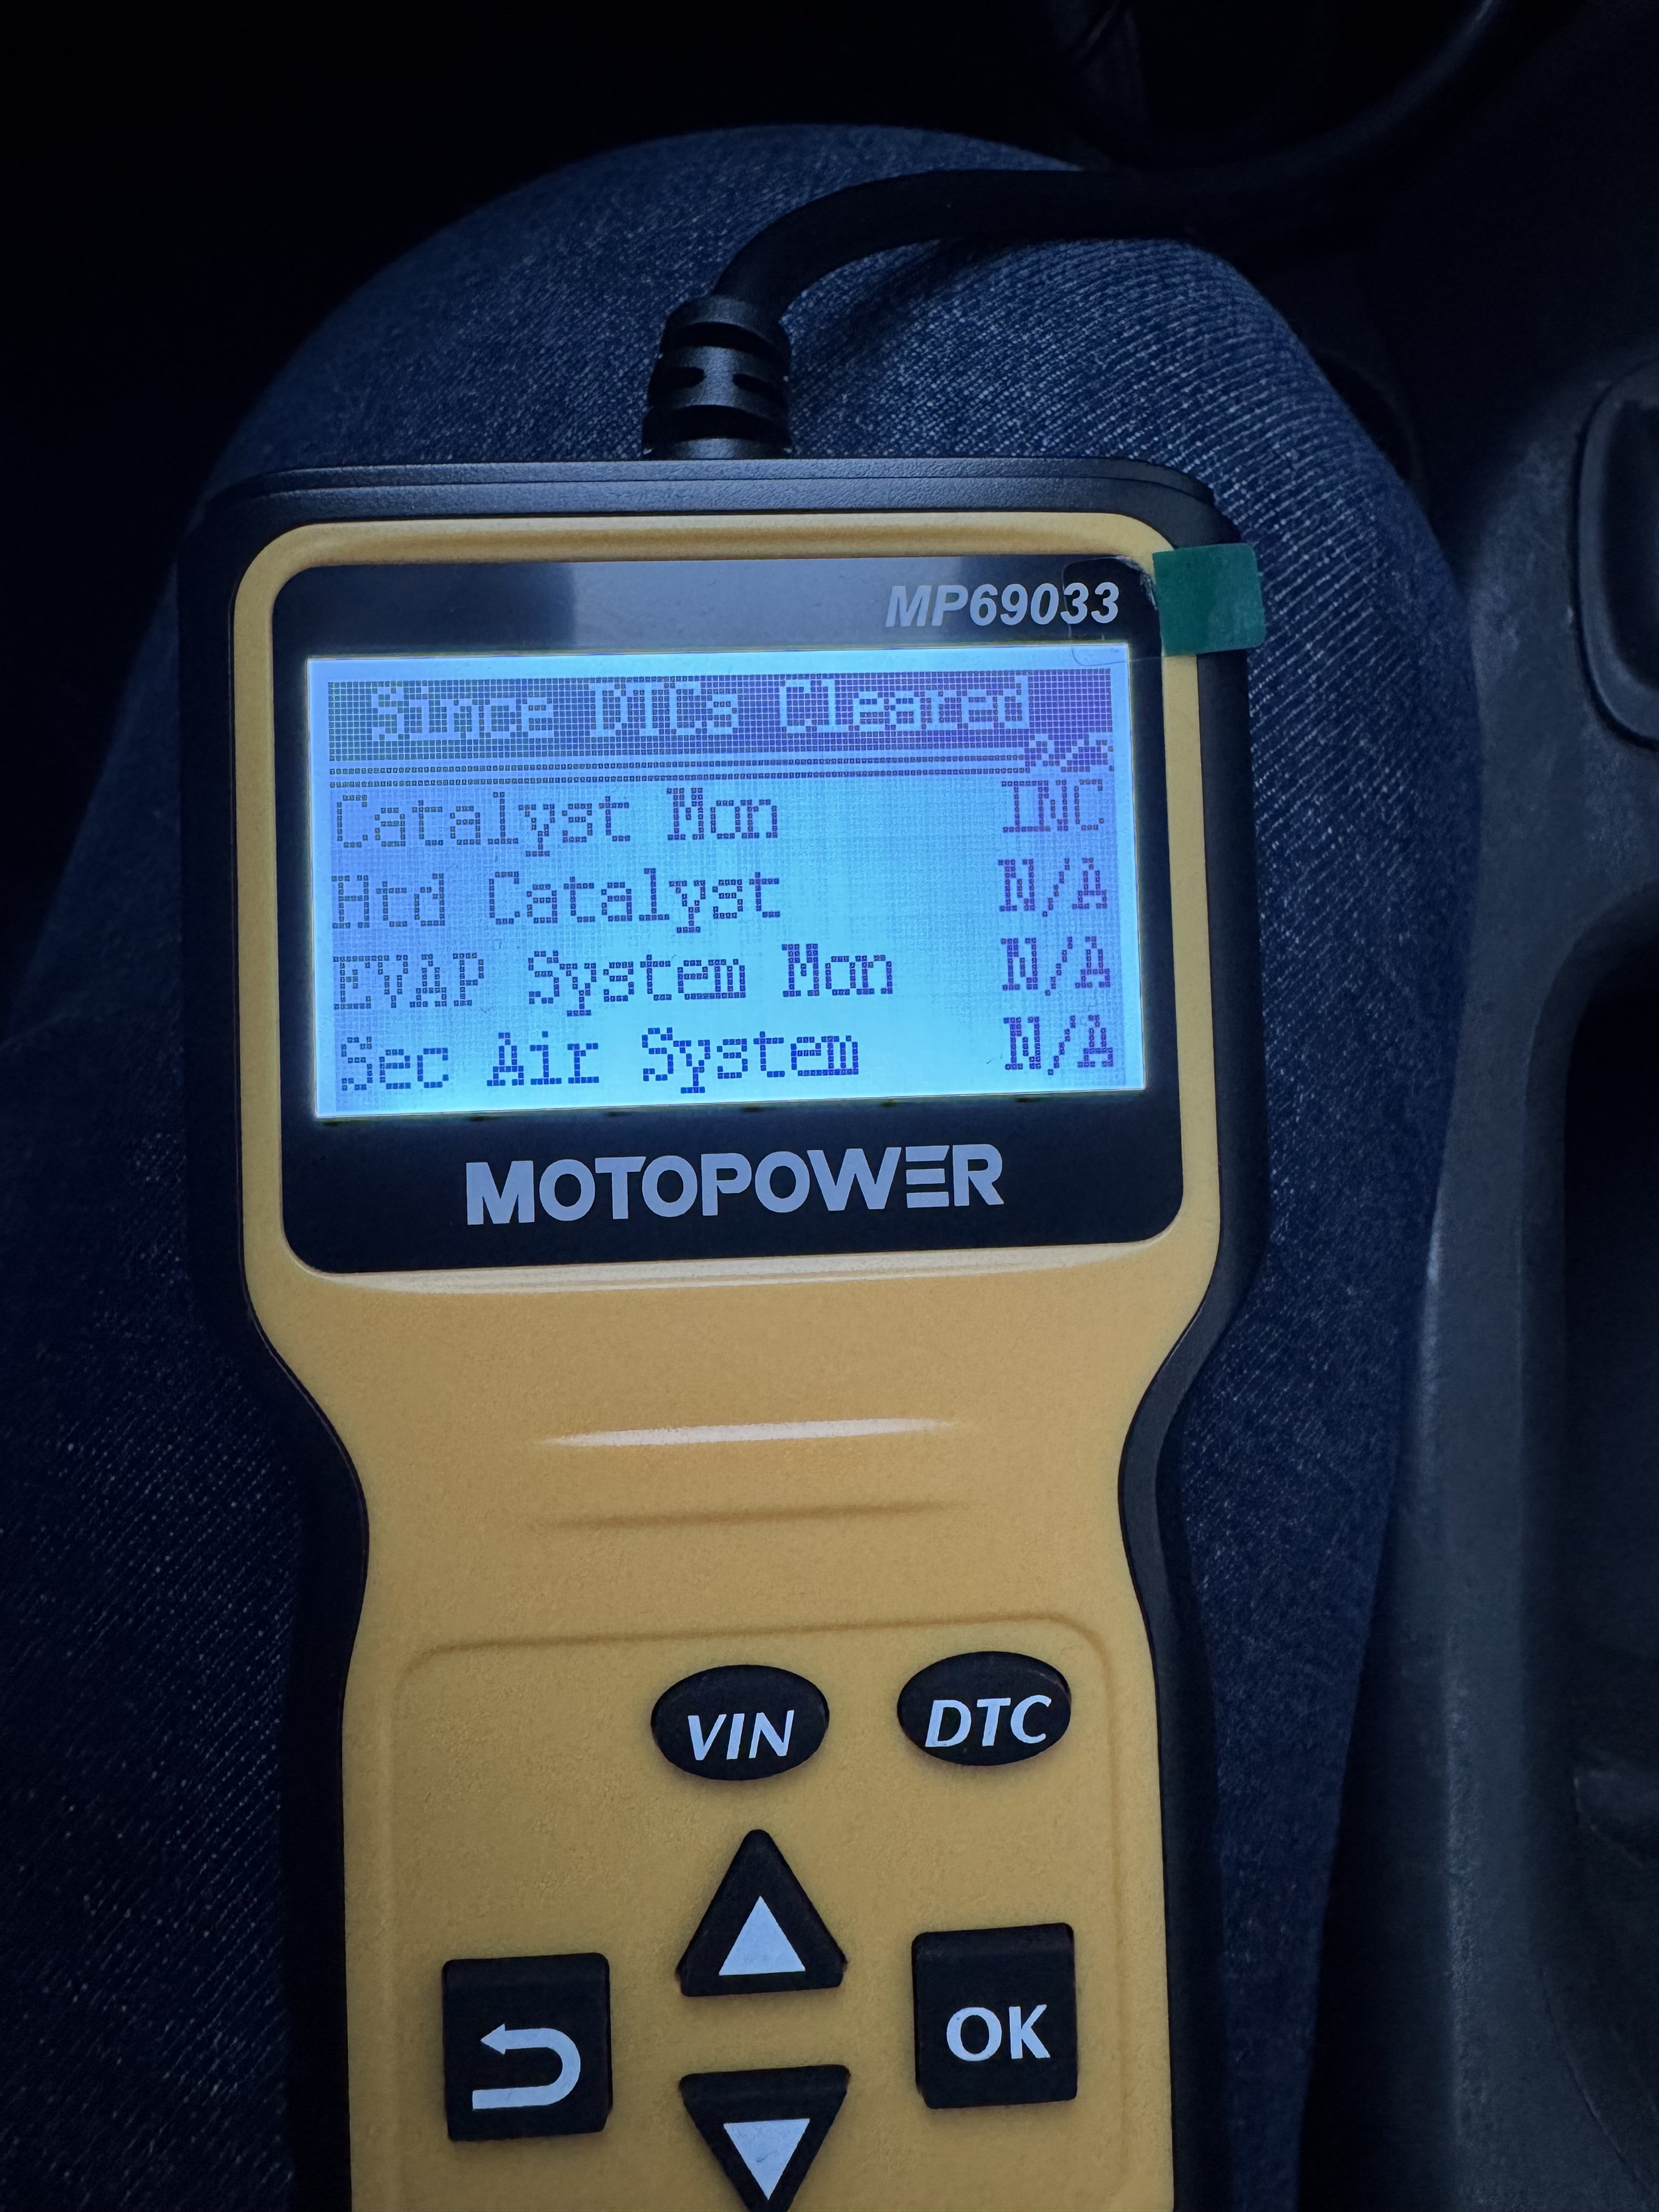 MP69033
Since DTCs Cleared
Catalyst Mon INC
Htd Catalyst N/A
EVAP System Mon N/A
Sec Air System N/A
MOTOPOWER
VIN DTC
OK